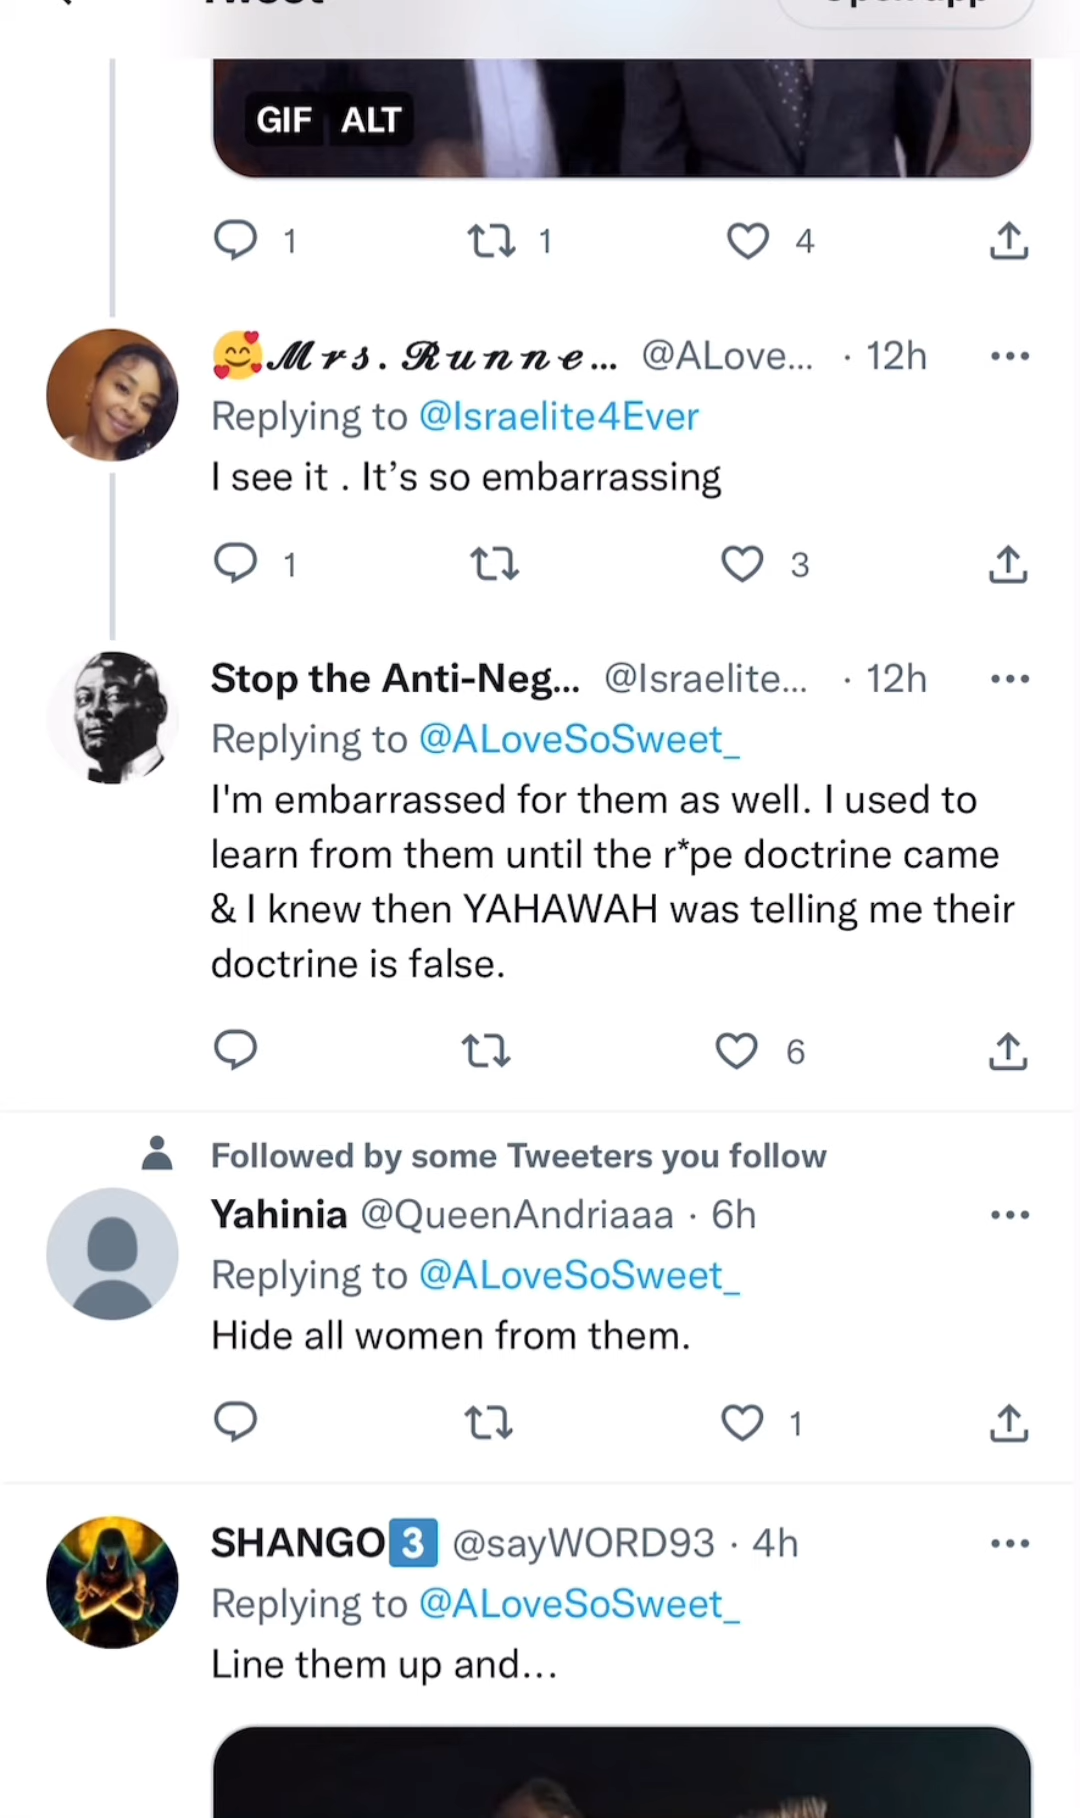 Tweet
Open app
GIF ALT
1 1 4
🥰𝓜𝓻𝓼. 𝓡𝓾𝓷𝓷𝓮... @ALove... · 12h
Replying to @Israelite4Ever
I see it . It’s so embarrassing
1 3
Stop the Anti-Neg... @Israelite... · 12h
Replying to @ALoveSoSweet_
I'm embarrassed for them as well. I used to
learn from them until the r*pe doctrine came
& I knew then YAHAWAH was telling me their
doctrine is false.
6
Followed by some Tweeters you follow
Yahinia @QueenAndriaaa · 6h
Replying to @ALoveSoSweet_
Hide all women from them.
1
SHANGO3️⃣ @sayWORD93 · 4h
Replying to @ALoveSoSweet_
Line them up and...